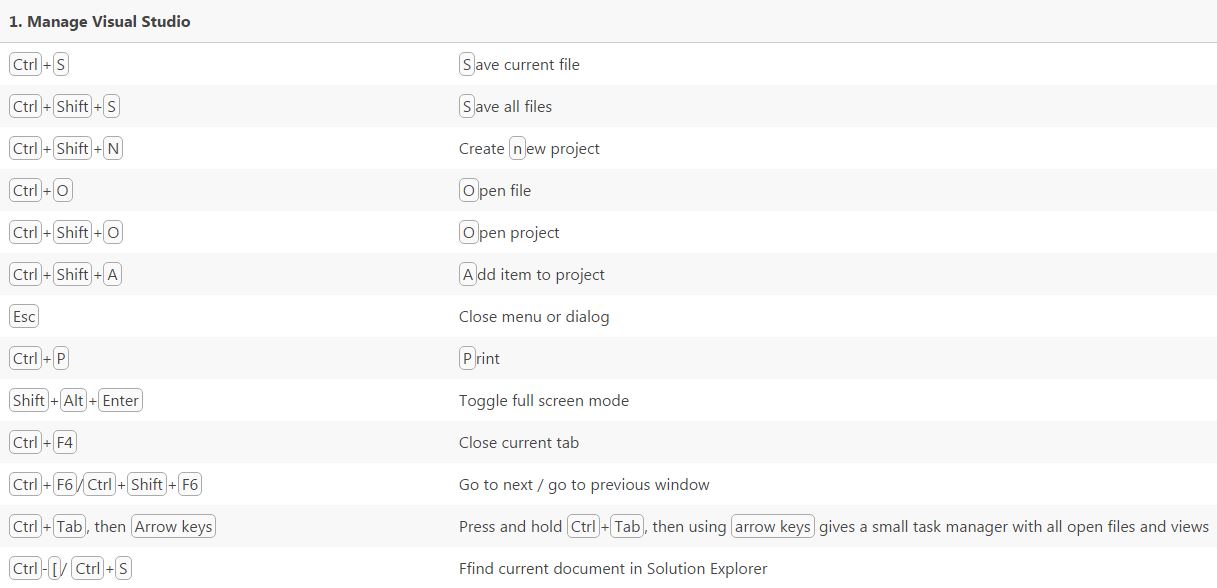 1. Manage Visual Studio
Ctrl+S Save current file
Ctrl+Shift+S Save all files
Ctrl+Shift+N Create new project
Ctrl+O Open file
Ctrl+Shift+O Open project
Ctrl+Shift+A Add item to project
Esc Close menu or dialog
Ctrl+P Print
Shift+Alt+Enter Toggle full screen mode
Ctrl+F4 Close current tab
Ctrl+F6/Ctrl+Shift+F6 Go to next / go to previous window
Ctrl+Tab, then Arrow keys Press and hold Ctrl+Tab, then using arrow keys gives a small task manager with all open files and views
Ctrl-[/ Ctrl+S Ffind current document in Solution Explorer